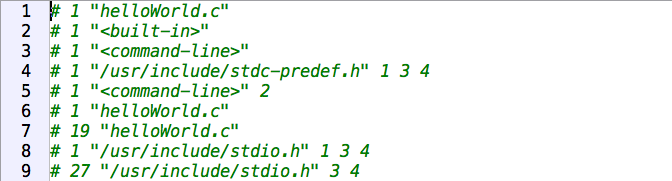 1 # 1 "helloWorld.c"
2 # 1 "<built-in>"
3 # 1 "<command-line>"
4 # 1 "/usr/include/stdc-predef.h" 1 3 4
5 # 1 "<command-line>" 2
6 # 1 "helloWorld.c"
7 # 19 "helloWorld.c"
8 # 1 "/usr/include/stdio.h" 1 3 4
9 # 27 "/usr/include/stdio.h" 3 4